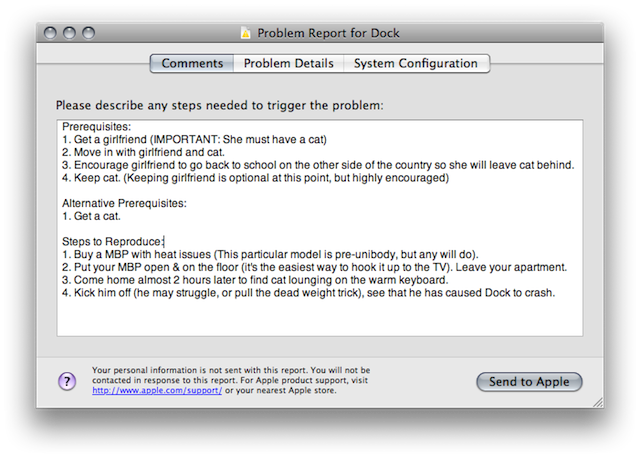 Problem Report for Dock
Comments
Problem Details
System Configuration
Please describe any steps needed to trigger the problem:
Prerequisites:
1. Get a girlfriend (IMPORTANT: She must have a cat)
2. Move in with girlfriend and cat.
3. Encourage girlfriend to go back to school on the other side of the country so she will leave cat behind.
4. Keep cat. (Keeping girlfriend is optional at this point, but highly encouraged)
Alternative Prerequisites:
1. Get a cat.
Steps to Reproduce:
1. Buy a MBP with heat issues (This particular model is pre-unibody, but any will do).
2. Put your MBP open & on the floor (it's the easiest way to hook it up to the TV). Leave your apartment.
3. Come home almost 2 hours later to find cat lounging on the warm keyboard.
4. Kick him off (he may struggle, or pull the dead weight trick), see that he has caused Dock to crash.
?
Your personal information is not sent with this report. You will not be
contacted in response to this report. For Apple product support, visit
http://www.apple.com/support/ or your nearest Apple store.
Send to Apple